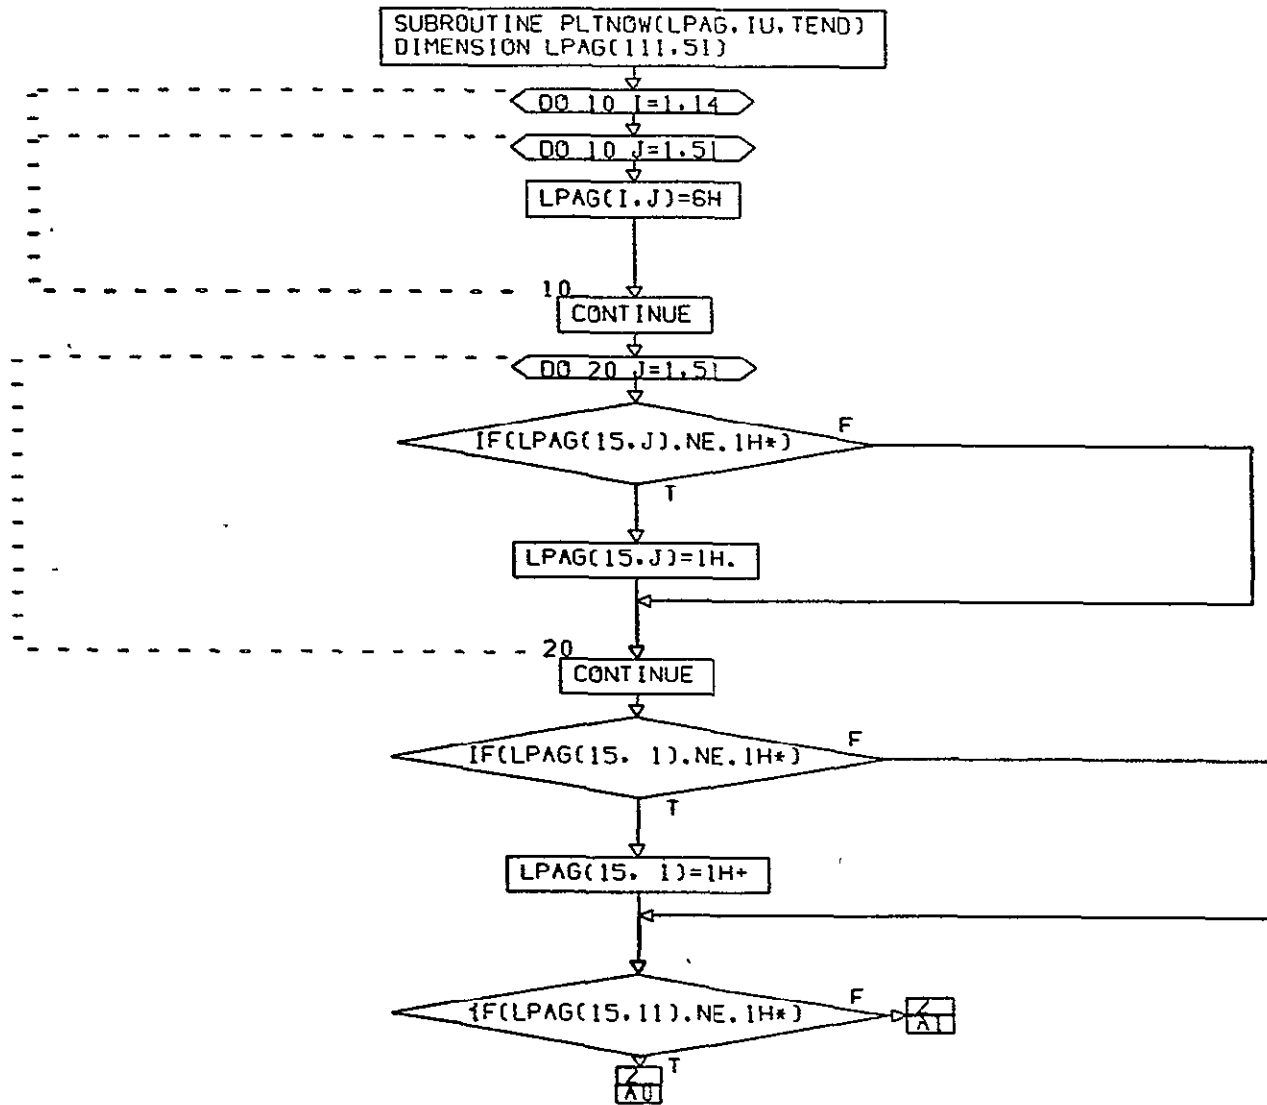 SUBROUTINE PLTNOW(LPAG,IU,TEND)
DIMENSION LPAG(111,51)
DO 10 I=1,14
DO 10 J=1,51
LPAG(I,J)=6H
10
CONTINUE
DO 20 J=1,51
IF(LPAG(15,J).NE.1H*)
F
T
LPAG(15,J)=1H.
20
CONTINUE
IF(LPAG(15, 1).NE.1H*)
F
T
LPAG(15, 1)=1H+
IF(LPAG(15,11).NE.1H*)
F
2
A1
T
2
A0